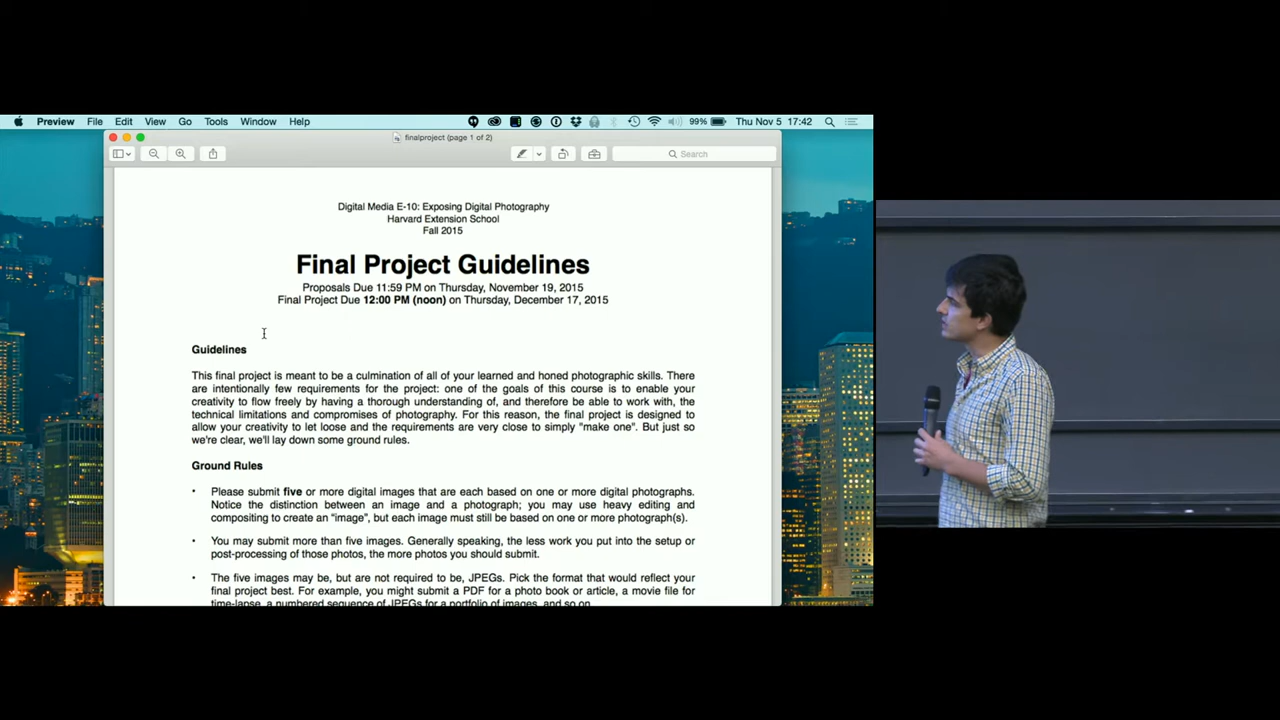 Preview File Edit View Go Tools Window Help 99% Thu Nov 5 17:42
finalproject (page 1 of 2)
Search
Digital Media E-10: Exposing Digital Photography
Harvard Extension School
Fall 2015
Final Project Guidelines
Proposals Due 11:59 PM on Thursday, November 19, 2015
Final Project Due 12:00 PM (noon) on Thursday, December 17, 2015
Guidelines
This final project is meant to be a culmination of all of your learned and honed photographic skills. There
are intentionally few requirements for the project: one of the goals of this course is to enable your
creativity to flow freely by having a thorough understanding of, and therefore be able to work with, the
technical limitations and compromises of photography. For this reason, the final project is designed to
allow your creativity to let loose and the requirements are very close to simply "make one". But just so
we're clear, we'll lay down some ground rules.
Ground Rules
• Please submit five or more digital images that are each based on one or more digital photographs.
Notice the distinction between an image and a photograph; you may use heavy editing and
compositing to create an "image", but each image must still be based on one or more photograph(s).
• You may submit more than five images. Generally speaking, the less work you put into the setup or
post-processing of those photos, the more photos you should submit.
• The five images may be, but are not required to be, JPEGs. Pick the format that would reflect your
final project best. For example, you might submit a PDF for a photo book or article, a movie file for
time-lapse, a numbered sequence of JPEGs for a portfolio of images, and so on.